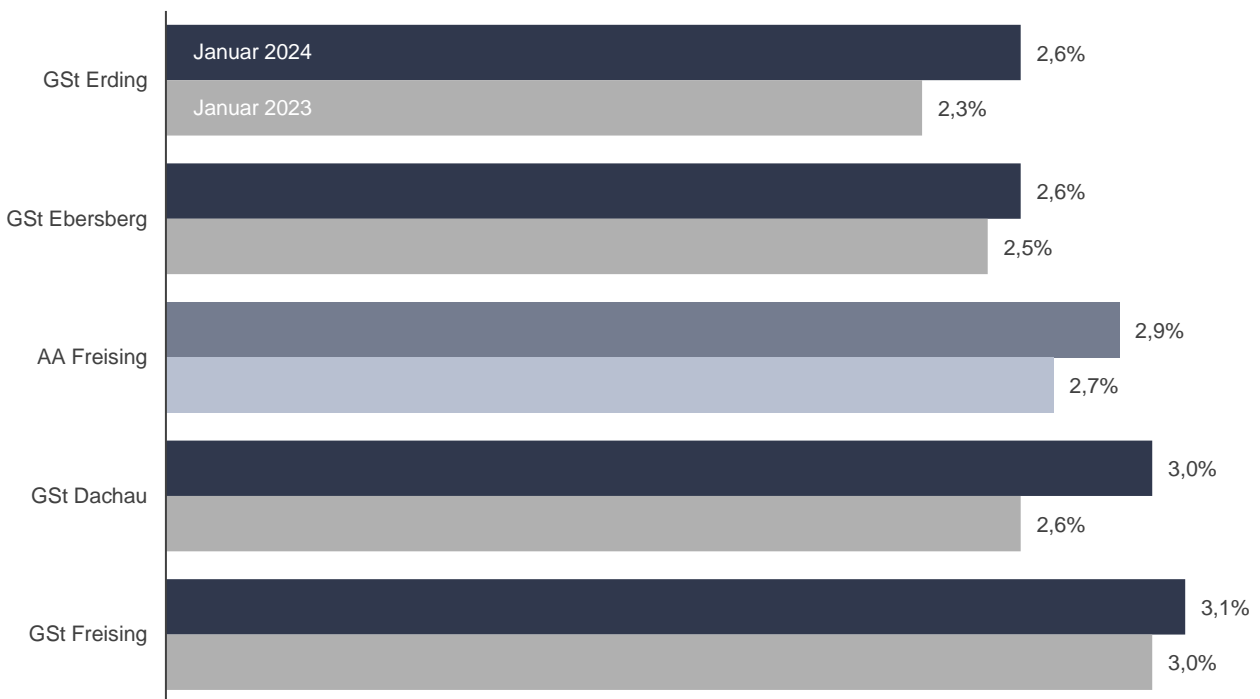 GSt Erding
Januar 2024
2,6%
Januar 2023
2,3%
GSt Ebersberg
2,6%
2,5%
AA Freising
2,9%
2,7%
GSt Dachau
3,0%
2,6%
GSt Freising
3,1%
3,0%